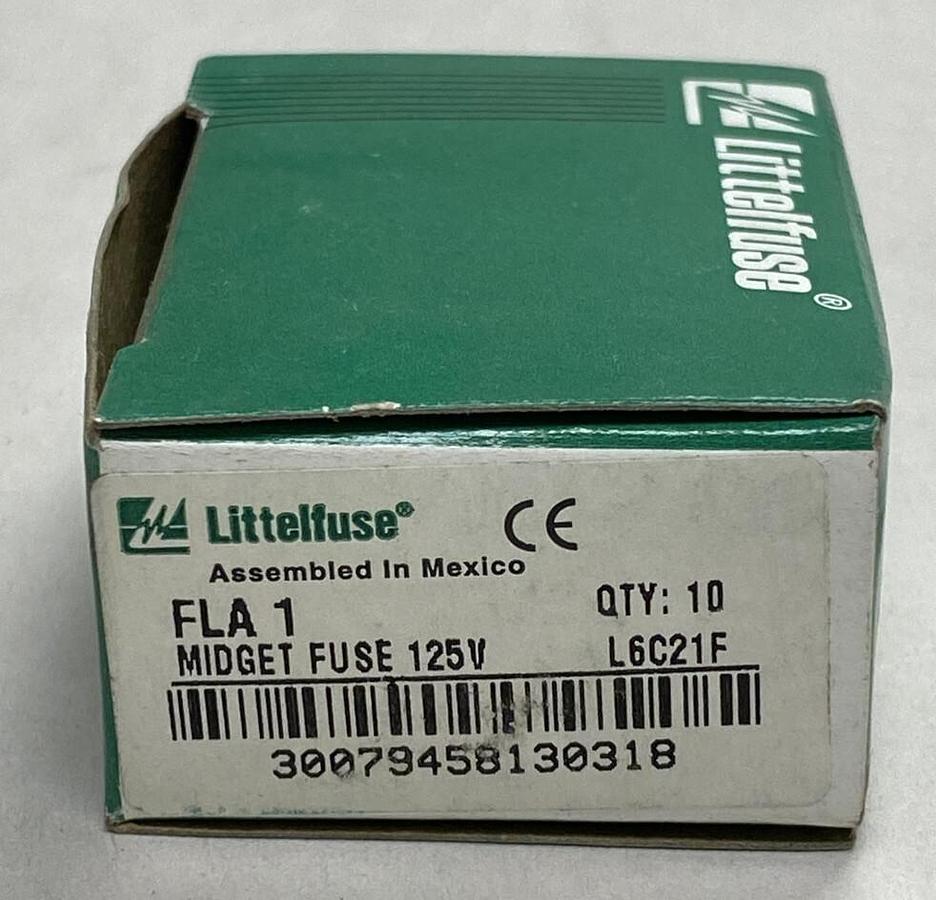 Littelfuse®
Littelfuse® CE
Assembled In Mexico
FLA 1 QTY: 10
MIDGET FUSE 125V L6C21F
30079458130318